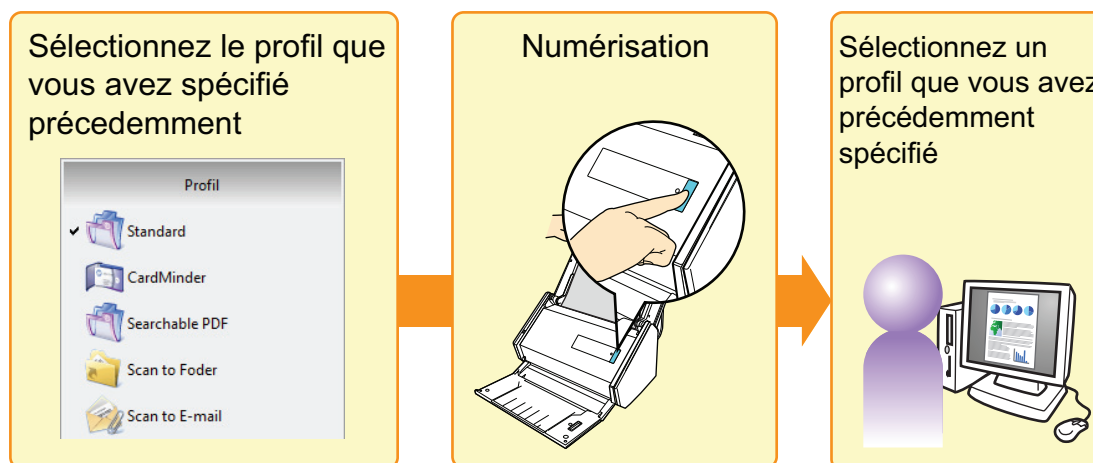 Sélectionnez le profil que
vous avez spécifié
précedemment
Profil
Standard
CardMinder
Searchable PDF
Scan to Foder
Scan to E-mail
Numérisation
Sélectionnez un
profil que vous avez
précédemment
spécifié